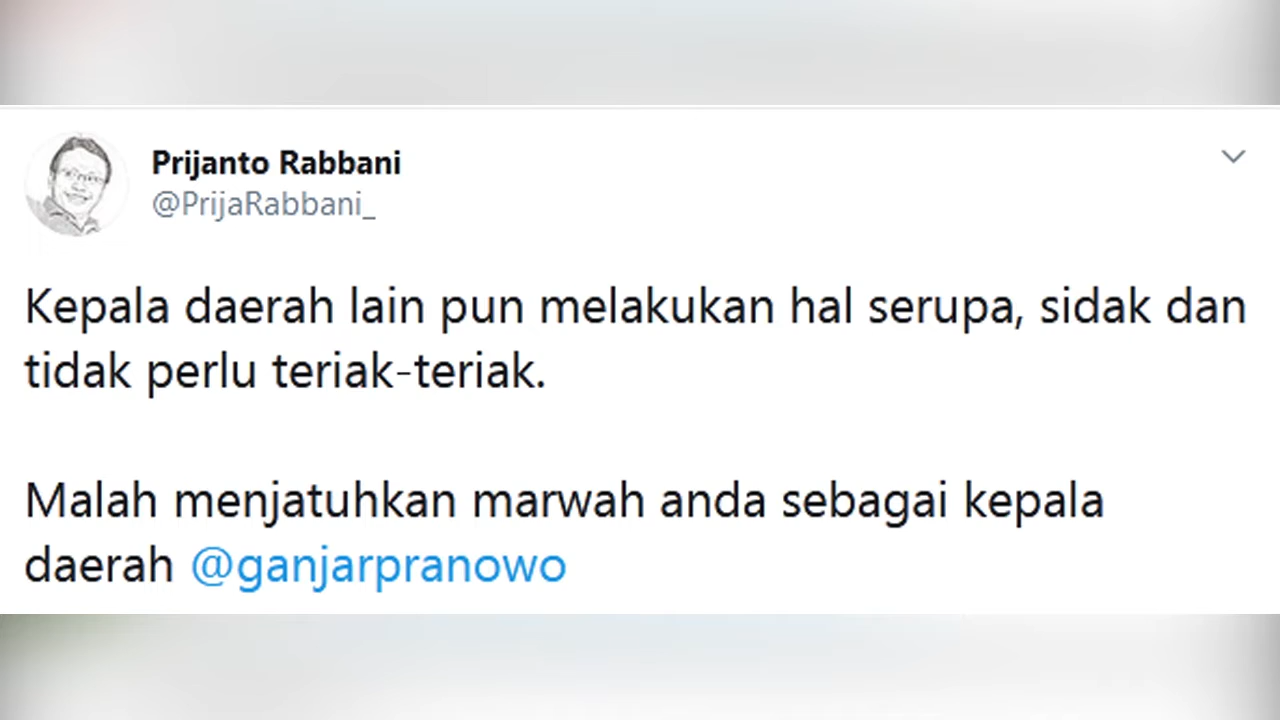 Prijanto Rabbani
@PrijaRabbani_
Kepala daerah lain pun melakukan hal serupa, sidak dan
tidak perlu teriak-teriak.
Malah menjatuhkan marwah anda sebagai kepala
daerah @ganjarpranowo